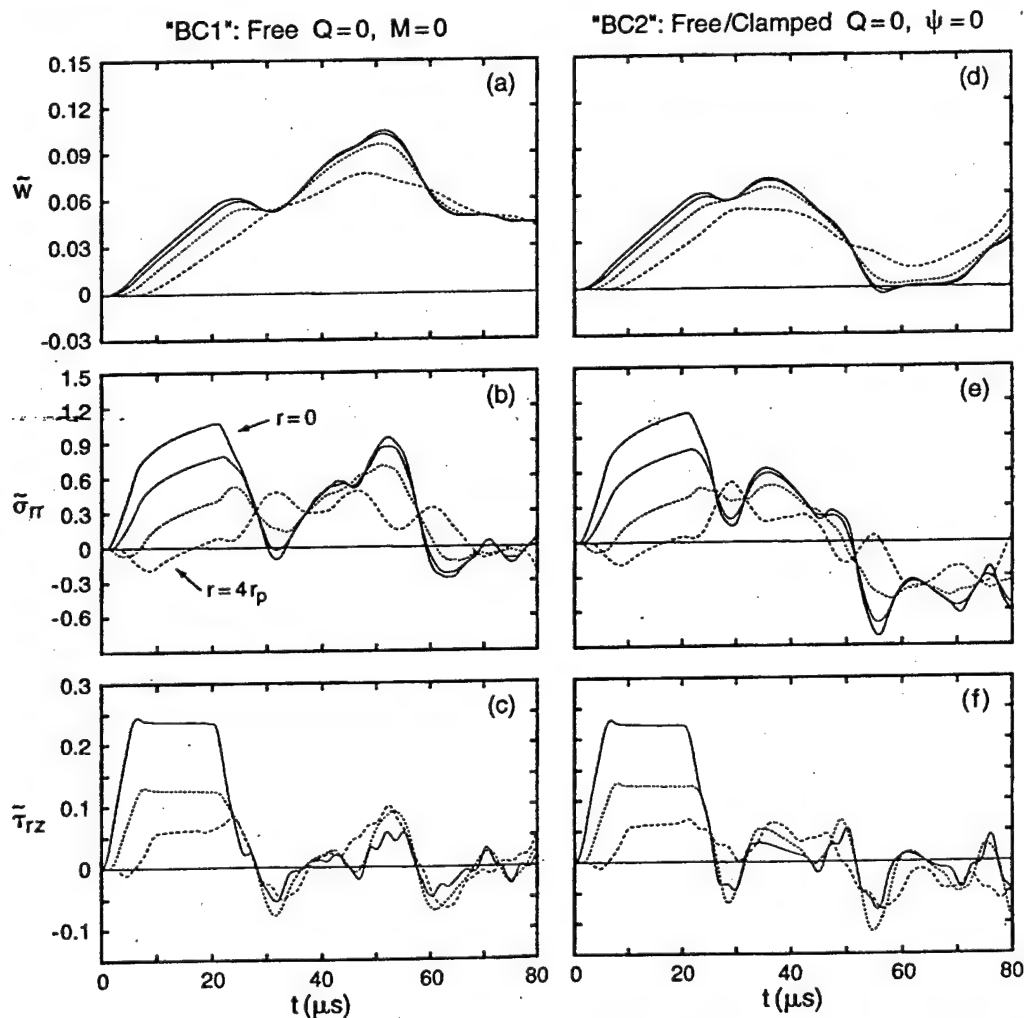 "BC1": Free Q=0, M=0
"BC2": Free/Clamped Q=0, ψ=0
0.15
0.12
0.09
0.06
0.03
0
-0.03
w̃
(a)
(d)
1.5
1.2
0.9
0.6
0.3
0
-0.3
-0.6
σ̃rr
(b)
r=0
r=4rp
(e)
0.3
0.2
0.1
0
-0.1
τ̃rz
(c)
(f)
0 20 40 60 80
0 20 40 60 80
t (μs)
t (μs)